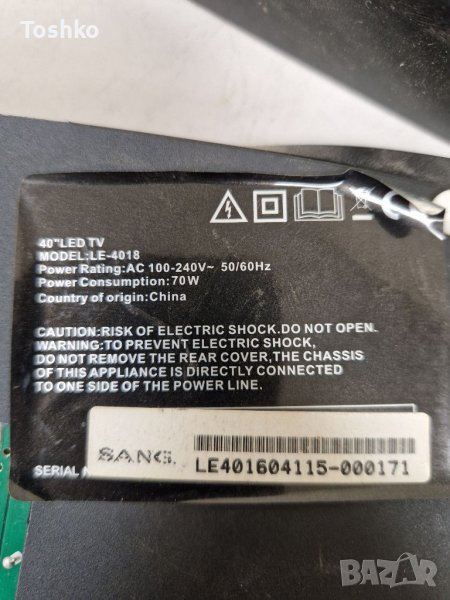 Toshko
40"LED TV
MODEL:LE-4018
Power Rating:AC 100-240V~ 50/60Hz
Power Consumption:70W
Country of origin:China
CAUTION:RISK OF ELECTRIC SHOCK.DO NOT OPEN.
WARNING:TO PREVENT ELECTRIC SHOCK,
DO NOT REMOVE THE REAR COVER,THE CHASSIS
OF THIS APPLIANCE IS DIRECTLY CONNECTED
TO ONE SIDE OF THE POWER LINE.
SANG.
SERIAL
LE401604115-000171
BAZAR